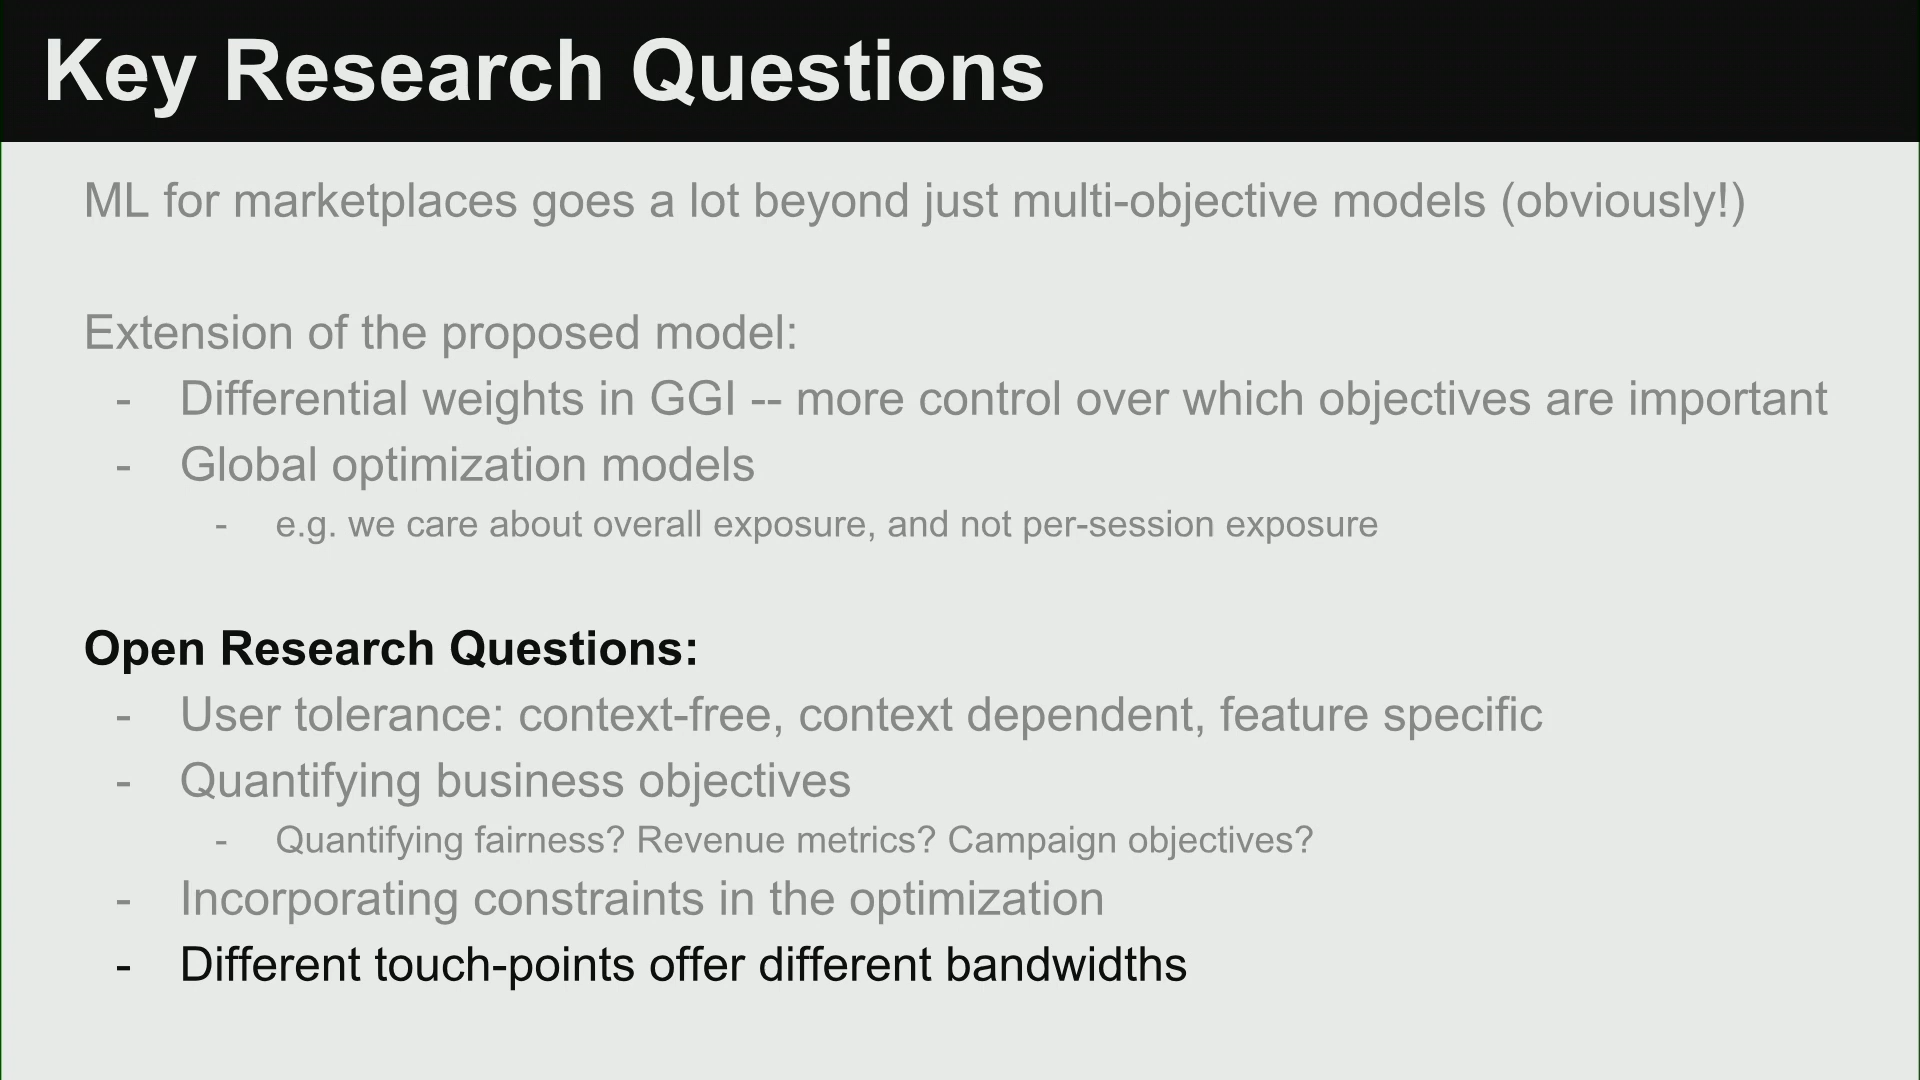 Key Research Questions
ML for marketplaces goes a lot beyond just multi-objective models (obviously!)
Extension of the proposed model:
- Differential weights in GGI -- more control over which objectives are important
- Global optimization models
- e.g. we care about overall exposure, and not per-session exposure
Open Research Questions:
- User tolerance: context-free, context dependent, feature specific
- Quantifying business objectives
- Quantifying fairness? Revenue metrics? Campaign objectives?
- Incorporating constraints in the optimization
- Different touch-points offer different bandwidths